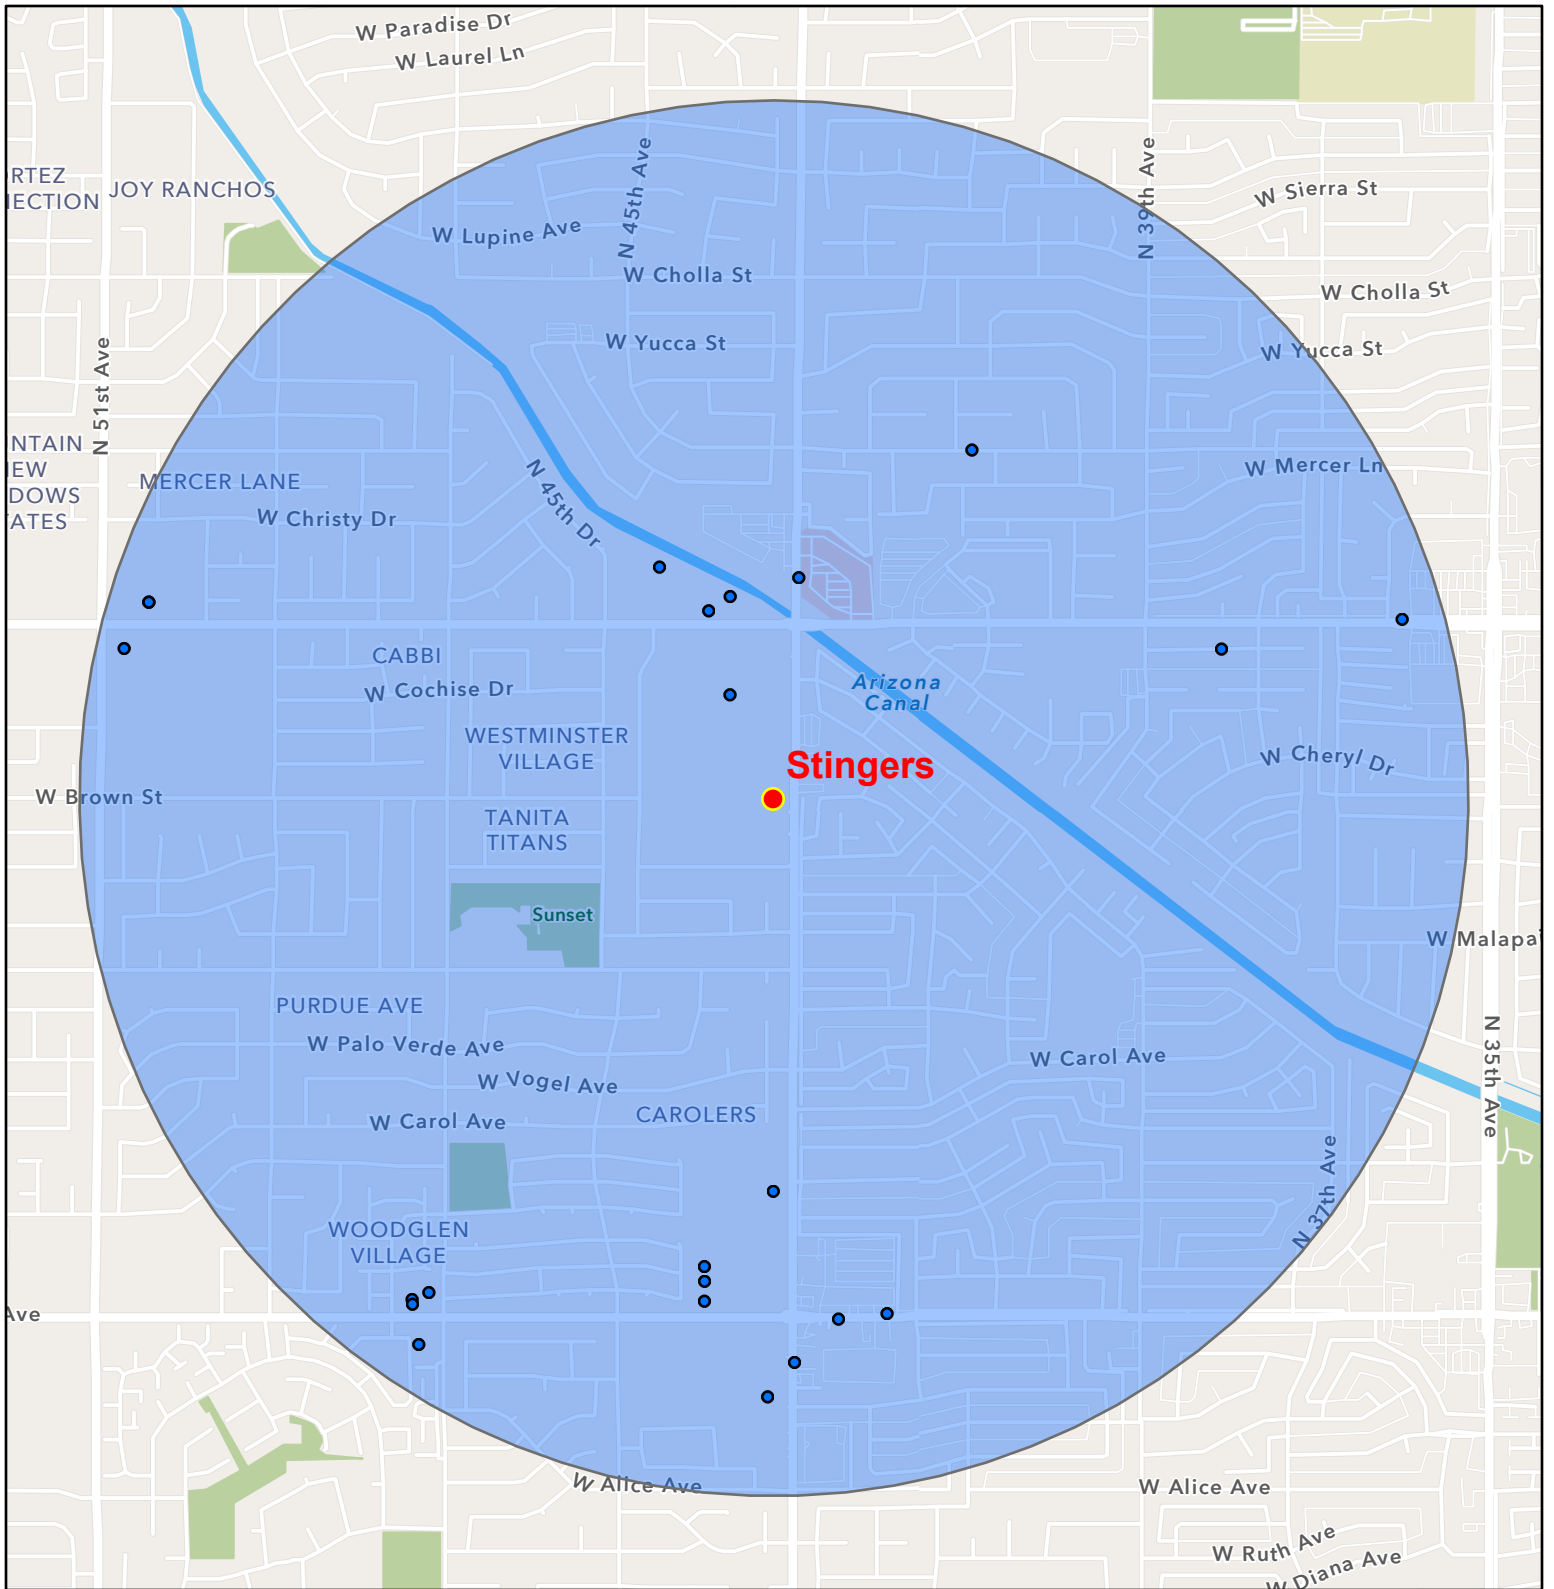 W Paradise Dr
W Laurel Ln
N 45th Ave
N 39th Ave
ORTEZ
NECTION
JOY RANCHOS
W Sierra St
W Lupine Ave
W Cholla St
W Cholla St
W Yucca St
W Yucca St
N 51st Ave
NTAIN
IEW
DOWS
TATES
MERCER LANE
W Mercer Ln
N 45th Dr
W Christy Dr
CABBI
W Cochise Dr
Arizona
Canal
WESTMINSTER
VILLAGE
Stingers
W Cheryl Dr
W Brown St
TANITA
TITANS
Sunset
W Malapai
PURDUE AVE
W Palo Verde Ave
W Carol Ave
W Vogel Ave
N 35th Ave
CAROLERS
W Carol Ave
N 37th Ave
WOODGLEN
VILLAGE
Ave
W Alice Ave
W Alice Ave
W Ruth Ave
W Diana Ave